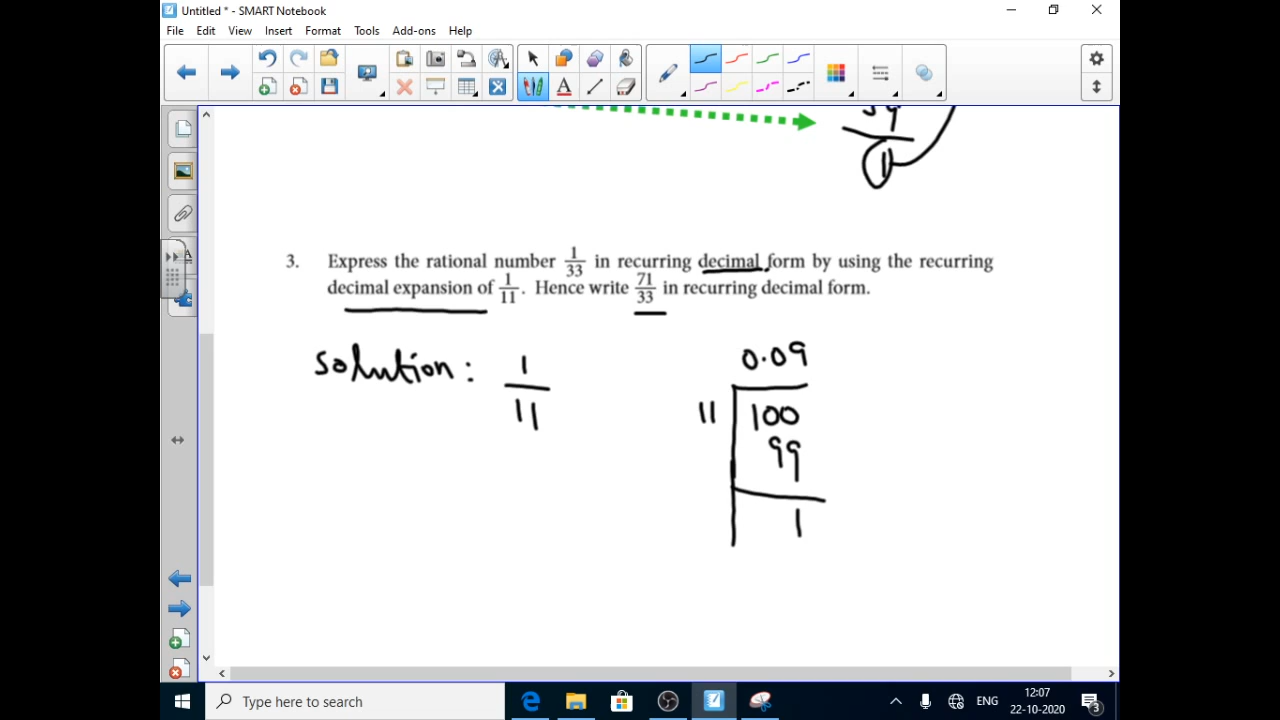 Untitled * - SMART Notebook
File Edit View Insert Format Tools Add-ons Help
1
3. Express the rational number 1/33 in recurring decimal form by using the recurring
decimal expansion of 1/11. Hence write 71/33 in recurring decimal form.
Solution: 1/11
0.09
11 100
99
1
Type here to search
ENG
12:07
22-10-2020
3